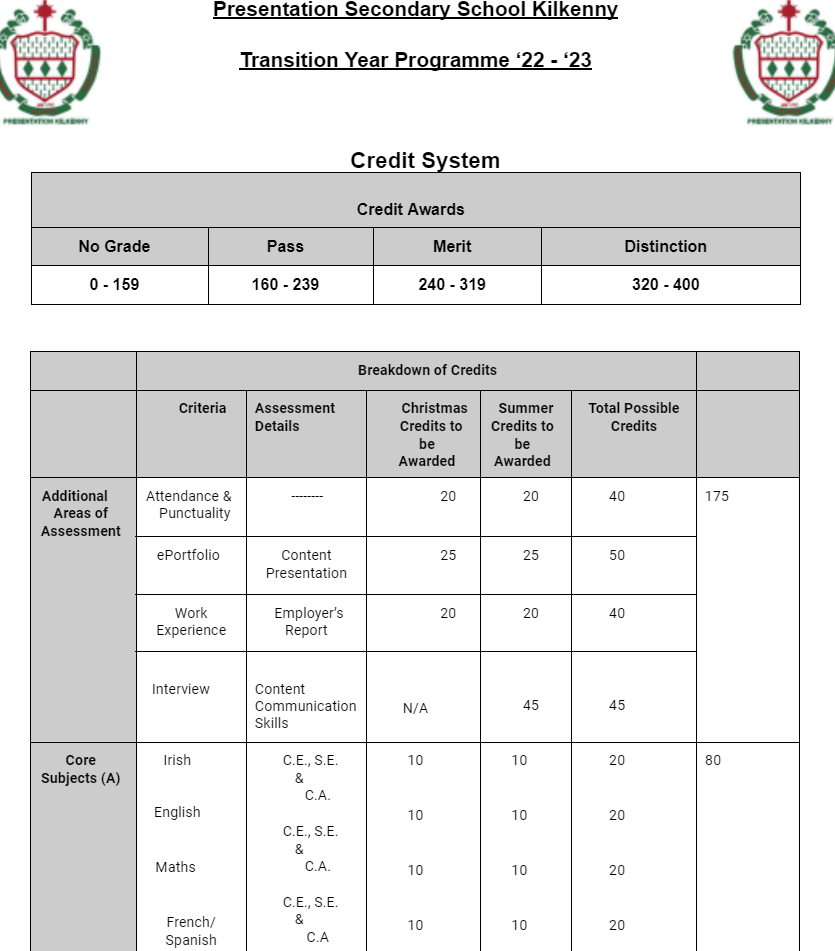 Presentation Secondary School Kilkenny
Transition Year Programme ‘22 - ‘23
PRESENTATION KILKENNY
PRESENTATION KILKENNY
Credit System
Credit Awards
No Grade Pass Merit Distinction
0 - 159 160 - 239 240 - 319 320 - 400
Breakdown of Credits
Criteria Assessment Details Christmas Credits to be Awarded Summer Credits to be Awarded Total Possible Credits
Additional Areas of Assessment
Attendance & Punctuality -------- 20 20 40 175
ePortfolio Content Presentation 25 25 50
Work Experience Employer’s Report 20 20 40
Interview Content Communication Skills N/A 45 45
Core Subjects (A)
Irish C.E., S.E. & C.A. 10 10 20 80
English C.E., S.E. & C.A. 10 10 20
Maths C.E., S.E. & C.A 10 10 20
French/ Spanish 10 10 20